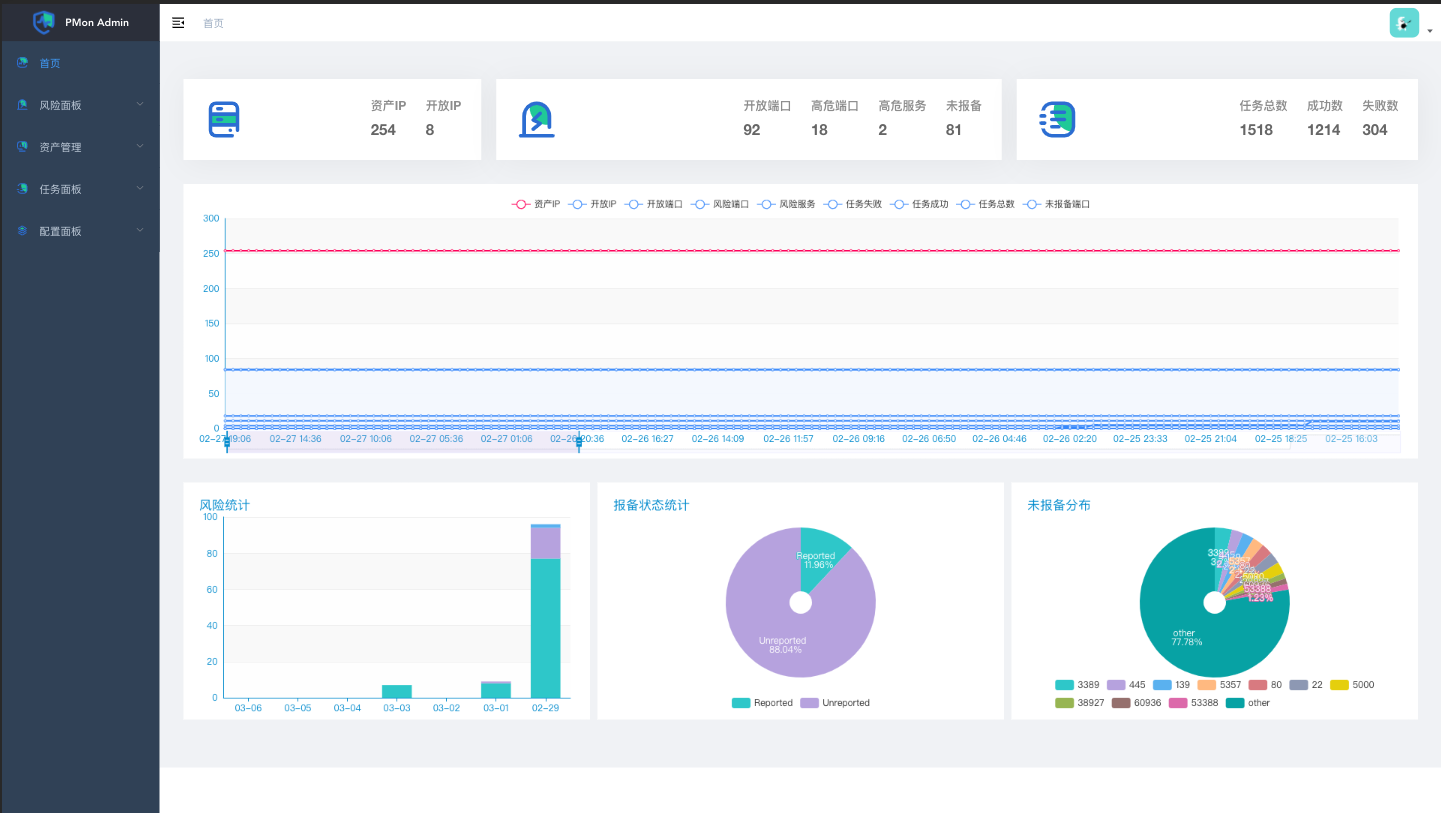 PMon Admin
首页
首页
风险面板
资产管理
任务面板
配置面板
资产IP 开放IP
254 8
开放端口 高危端口 高危服务 未报备
92 18 2 81
任务总数 成功数 失败数
1518 1214 304
资产IP 开放IP 开放端口 风险端口 风险服务 任务失败 任务成功 任务总数 未报备端口
300
250
200
150
100
50
0
02-27 19:06 02-27 14:36 02-27 10:06 02-27 05:36 02-27 01:06 02-26 20:36 02-26 16:27 02-26 14:09 02-26 11:57 02-26 09:16 02-26 06:50 02-26 04:46 02-26 02:20 02-25 23:33 02-25 21:04 02-25 18:25 02-25 16:03
风险统计
100
80
60
40
20
0
03-06 03-05 03-04 03-03 03-02 03-01 02-29
报备状态统计
Reported
11.96%
Unreported
88.04%
Reported Unreported
未报备分布
3389
53388
1.23%
other
77.78%
3389 445 139 5357 80 22 5000
38927 60936 53388 other